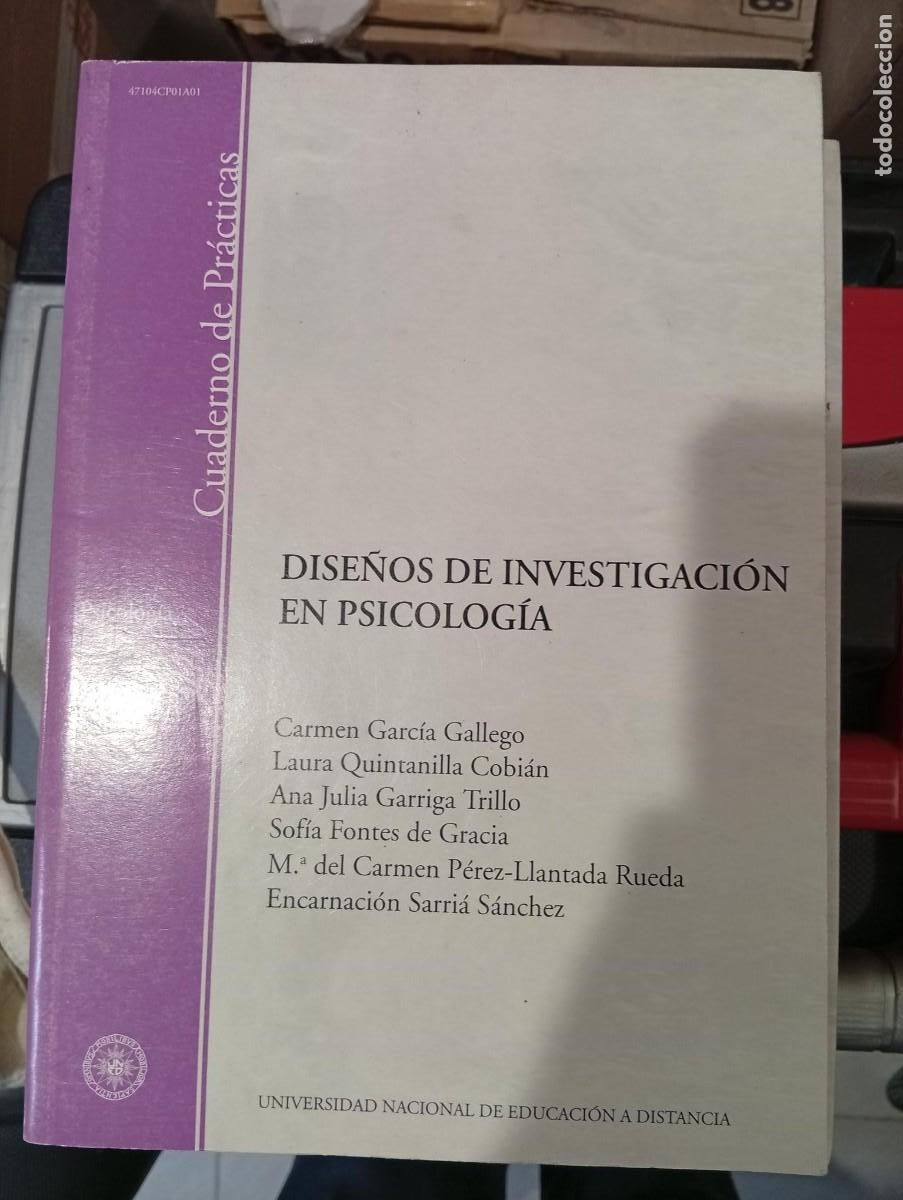 47104CP01A01
Cuaderno de Prácticas
DISEÑOS DE INVESTIGACIÓN
EN PSICOLOGÍA
Carmen García Gallego
Laura Quintanilla Cobián
Ana Julia Garriga Trillo
Sofía Fontes de Gracia
M.ª del Carmen Pérez-Llantada Rueda
Encarnación Sarriá Sánchez
UNIVERSIDAD NACIONAL DE EDUCACIÓN A DISTANCIA
todocoleccion
8